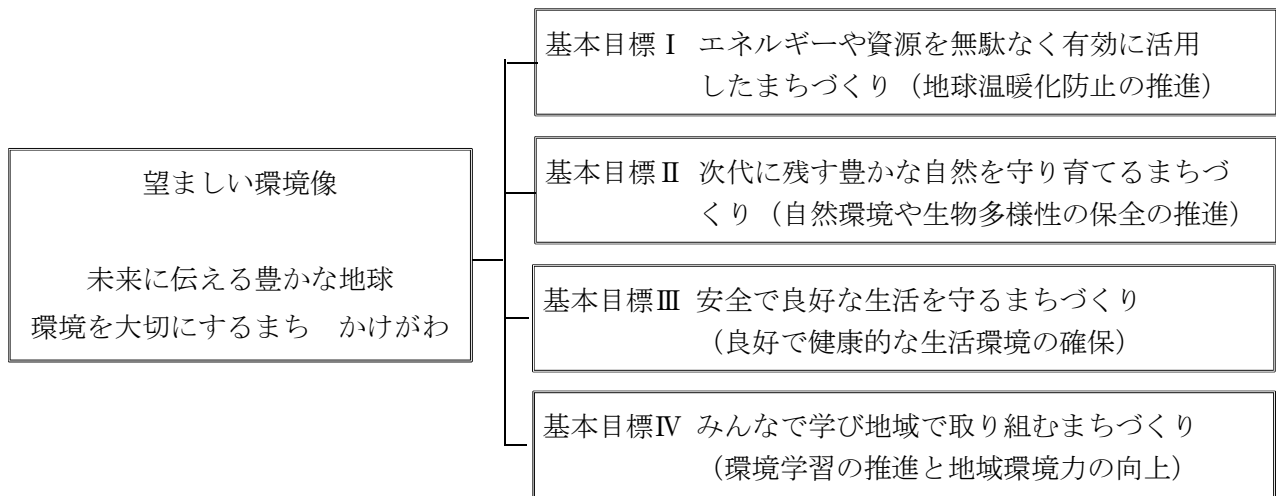 望ましい環境像
未来に伝える豊かな地球
環境を大切にするまち　かけがわ
基本目標Ⅰ エネルギーや資源を無駄なく有効に活用
したまちづくり（地球温暖化防止の推進）
基本目標Ⅱ 次代に残す豊かな自然を守り育てるまちづ
くり（自然環境や生物多様性の保全の推進）
基本目標Ⅲ 安全で良好な生活を守るまちづくり
（良好で健康的な生活環境の確保）
基本目標Ⅳ みんなで学び地域で取り組むまちづくり
（環境学習の推進と地域環境力の向上）